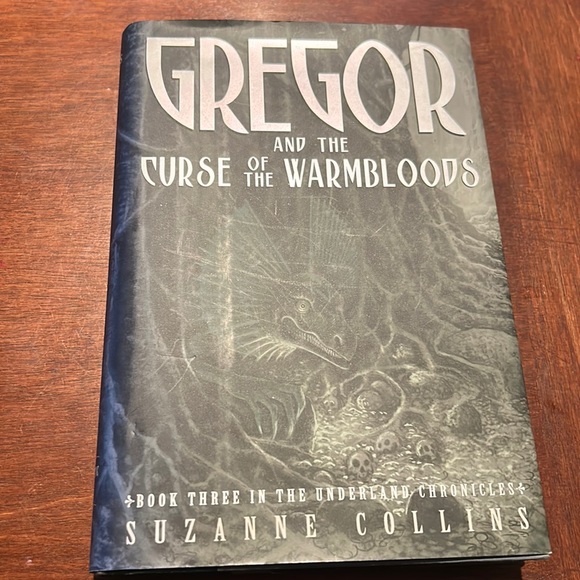 GREGOR
AND THE
CURSE OF THE WARMBLOODS
BOOK THREE IN THE UNDERLAND CHRONICLES
SUZANNE COLLINS